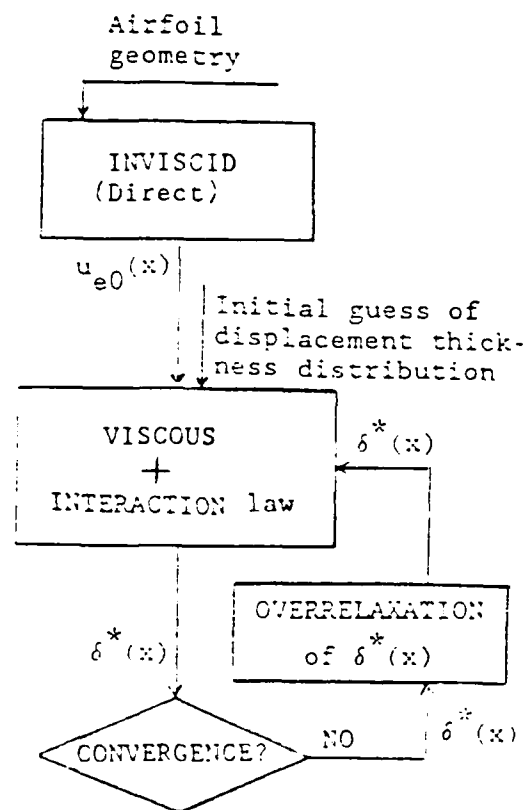 Airfoil
geometry
INVISCID
(Direct)
u_e0(x)
Initial guess of
displacement thick-
ness distribution
VISCOUS
+
INTERACTION law
δ*(x)
δ*(x)
OVERRELAXATION
of δ*(x)
CONVERGENCE?
NO
δ*(x)